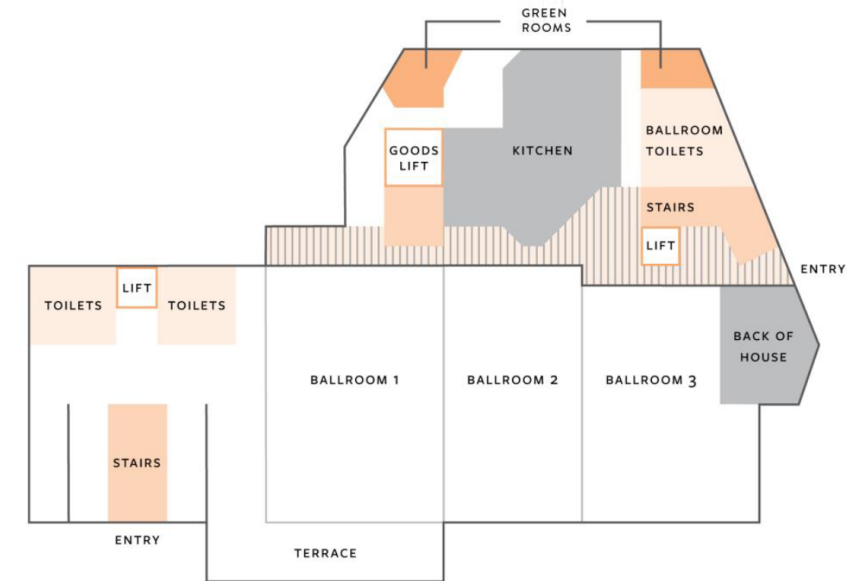 GREEN
ROOMS
BALLROOM
TOILETS
GOODS
LIFT
KITCHEN
STAIRS
LIFT
ENTRY
LIFT
TOILETS
TOILETS
BACK OF
HOUSE
BALLROOM 1
BALLROOM 2
BALLROOM 3
STAIRS
ENTRY
TERRACE